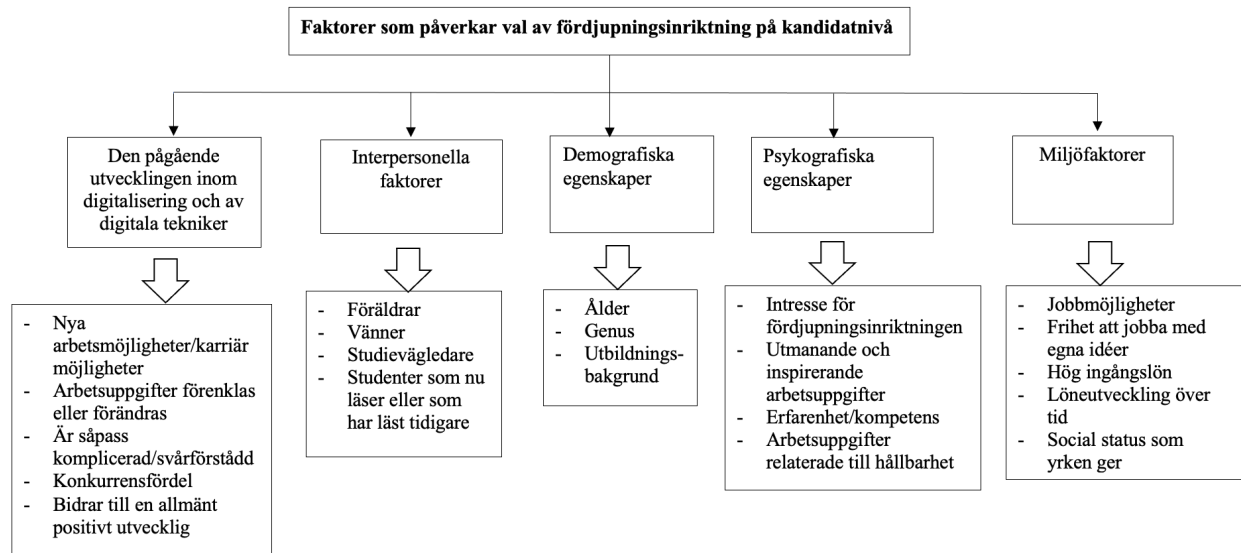 Faktorer som påverkar val av fördjupningsinriktning på kandidatnivå
Den pågående
utvecklingen inom
digitalisering och av
digitala tekniker
Interpersonella
faktorer
Demografiska
egenskaper
Psykografiska
egenskaper
Miljöfaktorer
- Nya
arbetsmöjligheter/karriär
möjligheter
- Arbetsuppgifter förenklas
eller förändras
- Är såpass
komplicerad/svårförstådd
- Konkurrensfördel
- Bidrar till en allmänt
positivt utvecklig
- Föräldrar
- Vänner
- Studievägledare
- Studenter som nu
läser eller som
har läst tidigare
- Ålder
- Genus
- Utbildnings-
bakgrund
- Intresse för
fördjupningsinriktningen
- Utmanande och
inspirerande
arbetsuppgifter
- Erfarenhet/kompetens
- Arbetsuppgifter
relaterade till hållbarhet
- Jobbmöjligheter
- Frihet att jobba med
egna idéer
- Hög ingångslön
- Löneutveckling över
tid
- Social status som
yrken ger